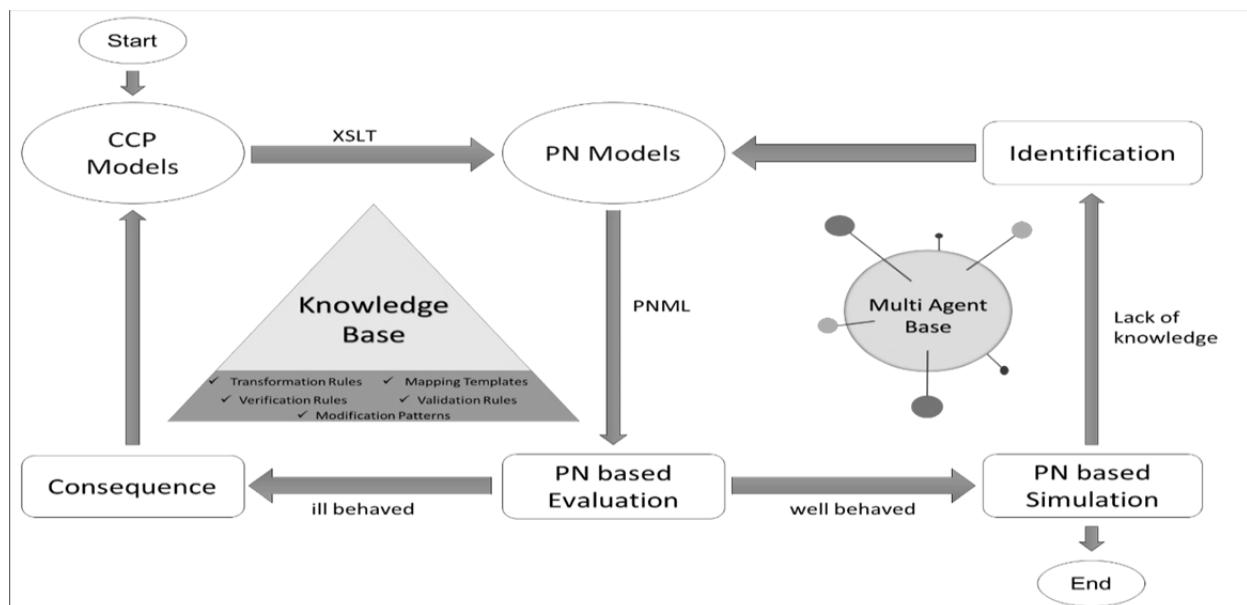 Start
CCP
Models
XSLT
PN Models
Identification
Knowledge
Base
✓ Transformation Rules ✓ Mapping Templates
✓ Verification Rules ✓ Validation Rules
✓ Modification Patterns
PNML
Multi Agent
Base
Lack of
knowledge
Consequence
ill behaved
PN based
Evaluation
well behaved
PN based
Simulation
End